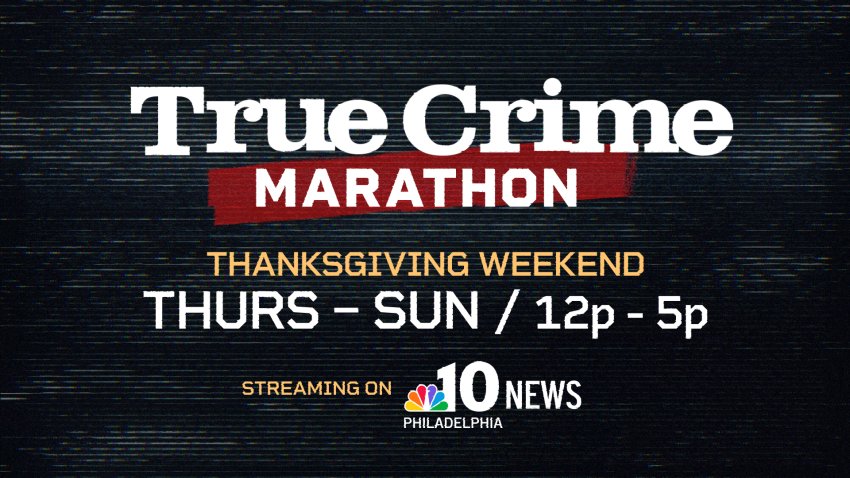 True Crime
MARATHON
THANKSGIVING WEEKEND
THURS – SUN / 12p - 5p
STREAMING ON 10 NEWS
PHILADELPHIA